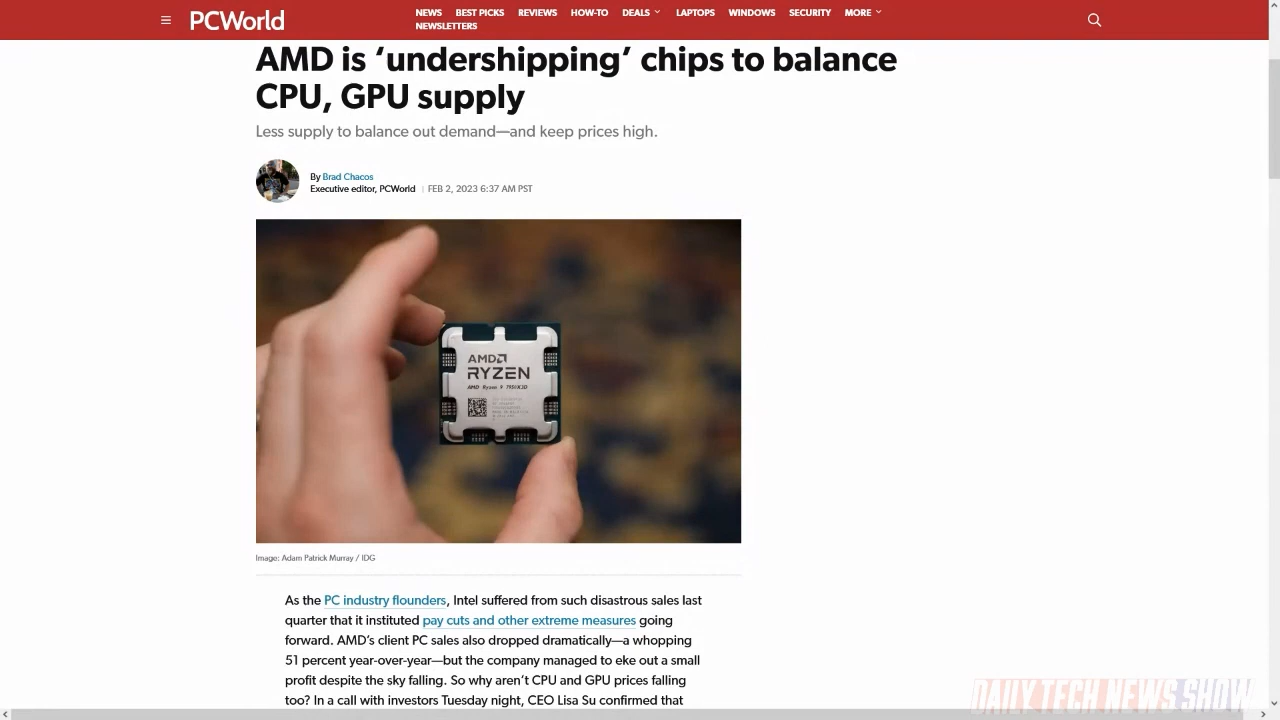 PCWorld
NEWS BEST PICKS REVIEWS HOW-TO DEALS LAPTOPS WINDOWS SECURITY MORE
NEWSLETTERS
AMD is ‘undershipping’ chips to balance
CPU, GPU supply
Less supply to balance out demand—and keep prices high.
By Brad Chacos
Executive editor, PCWorld | FEB 2, 2023 6:37 AM PST
AMD
RYZEN
AMD Ryzen 9 7950X3D
Image: Adam Patrick Murray / IDG
As the PC industry flounders, Intel suffered from such disastrous sales last
quarter that it instituted pay cuts and other extreme measures going
forward. AMD’s client PC sales also dropped dramatically—a whopping
51 percent year-over-year—but the company managed to eke out a small
profit despite the sky falling. So why aren’t CPU and GPU prices falling
too? In a call with investors Tuesday night, CEO Lisa Su confirmed that
DAILY TECH NEWS SHOW